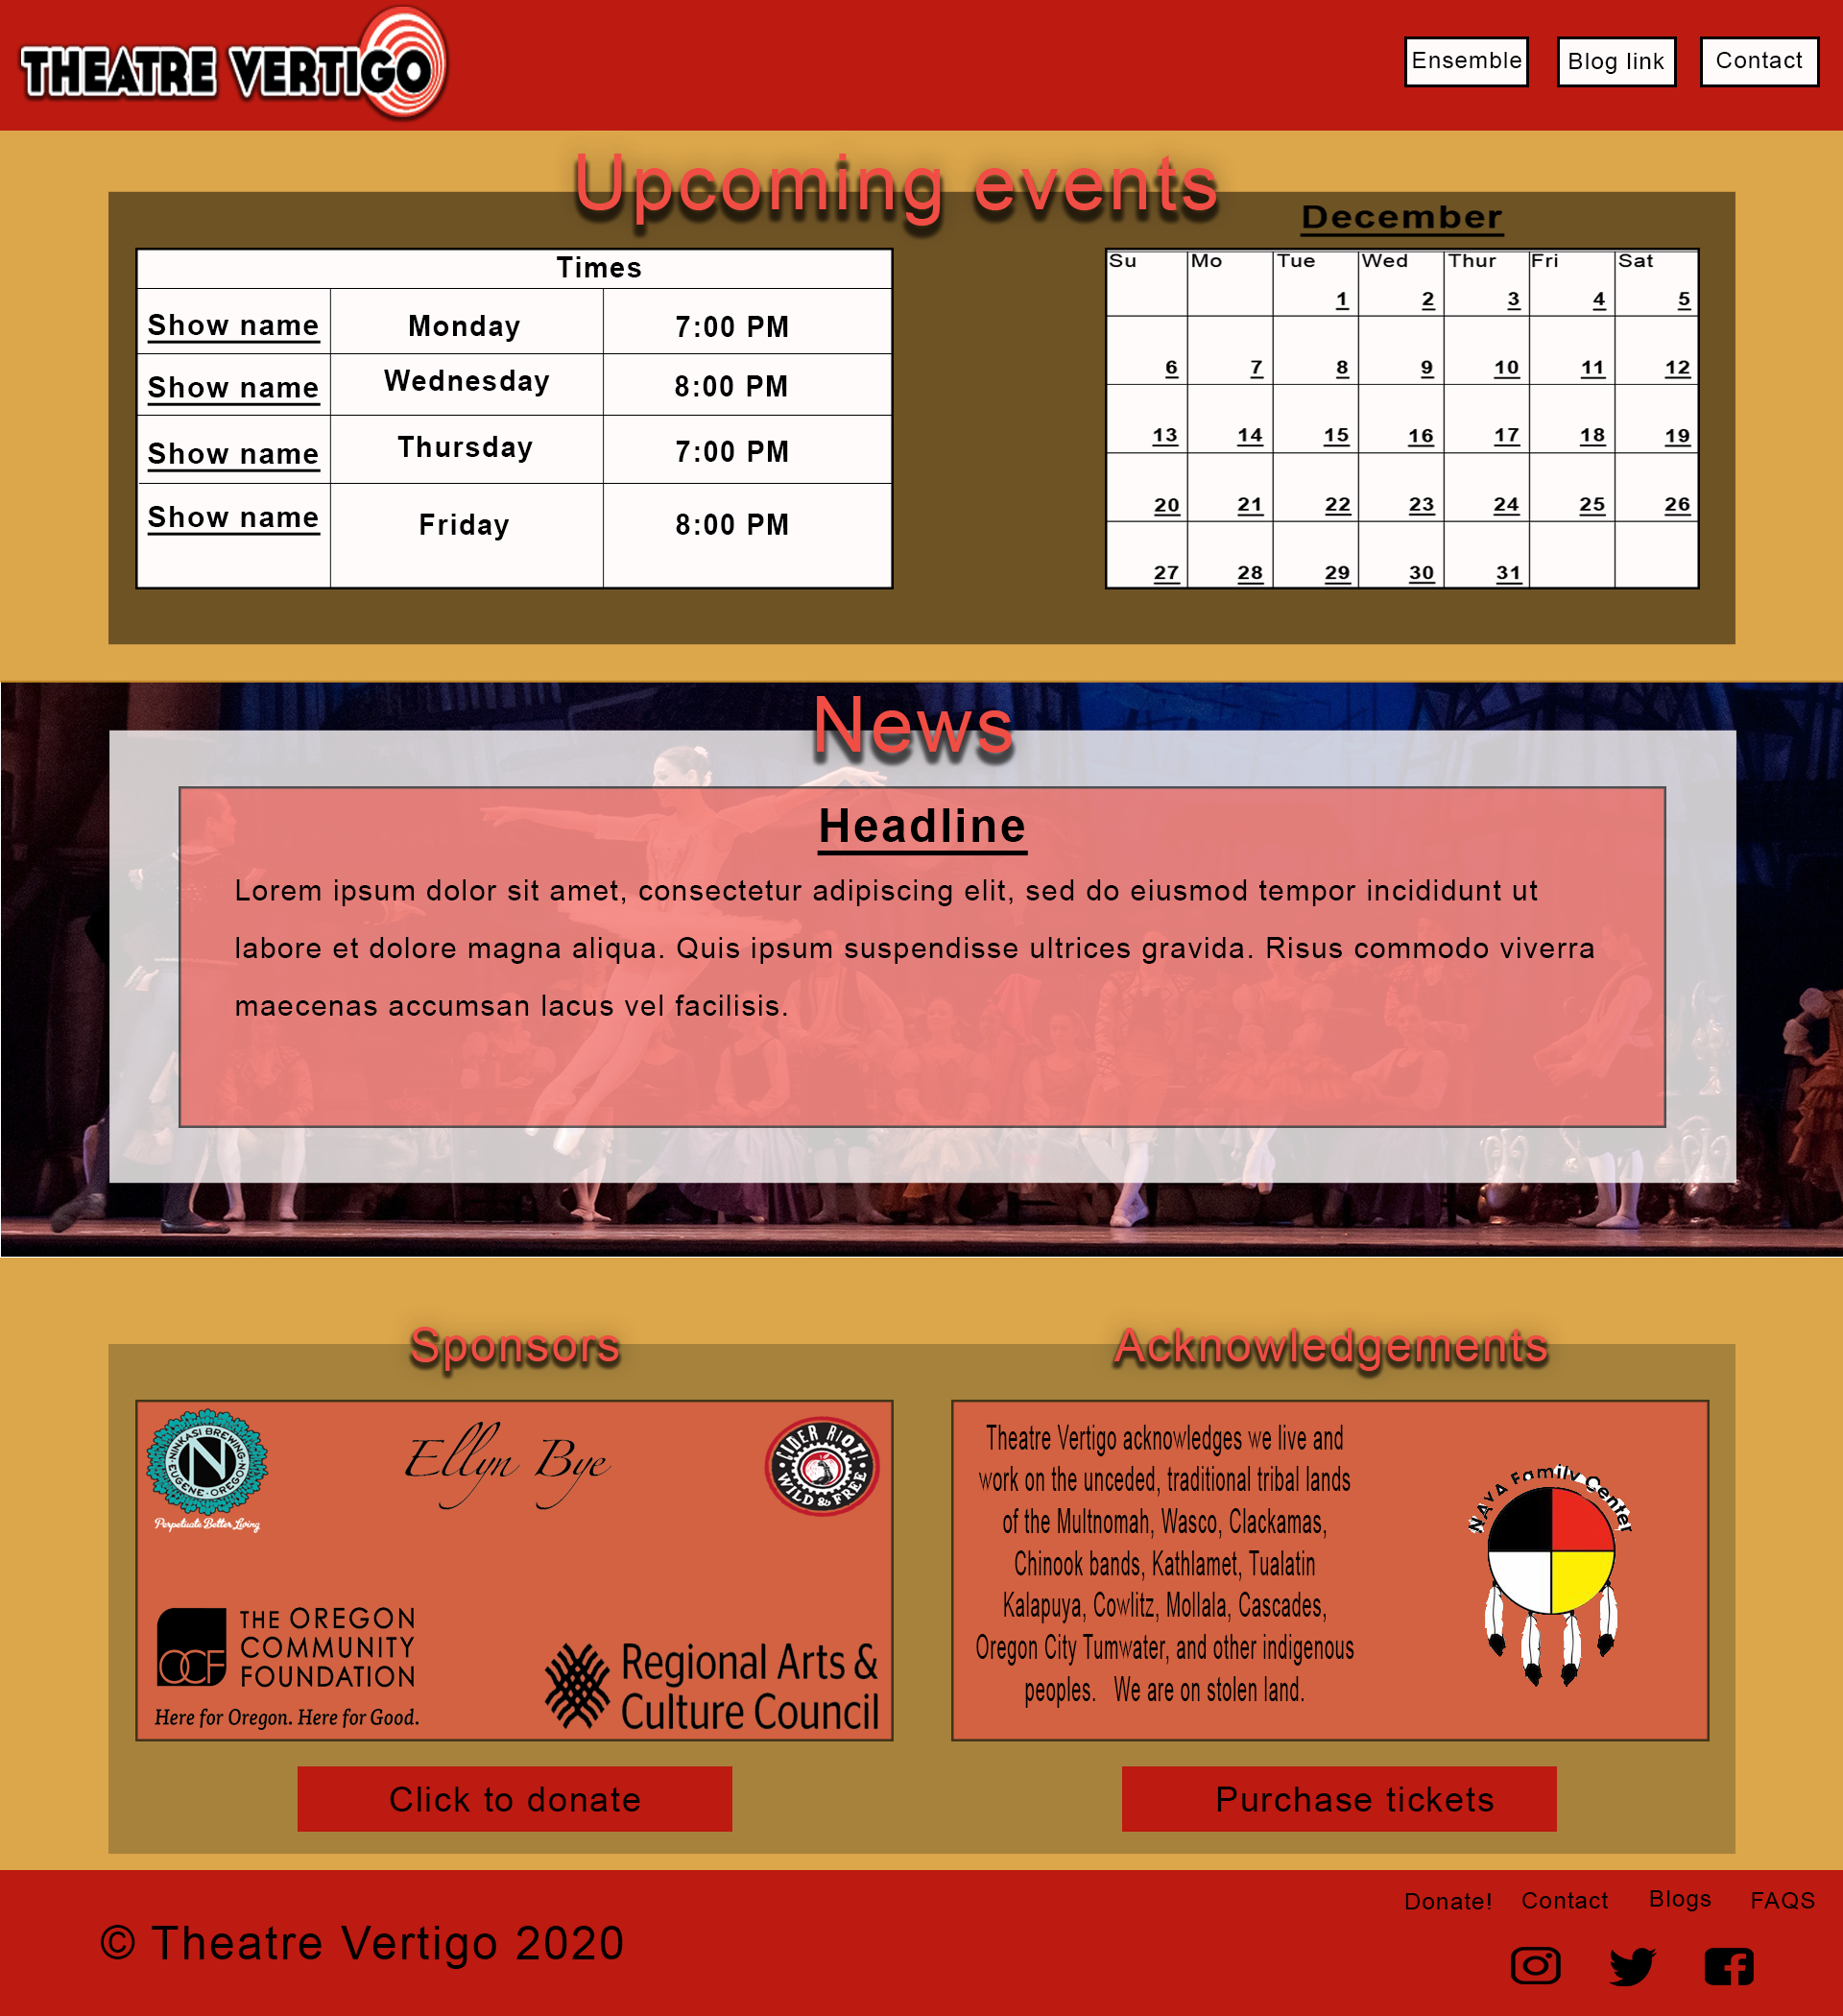 THEATRE VERTIGO
Ensemble
Blog link
Contact
Upcoming events
Times
Show name Monday 7:00 PM
Show name Wednesday 8:00 PM
Show name Thursday 7:00 PM
Show name Friday 8:00 PM
December
Su Mo Tue Wed Thur Fri Sat
1 2 3 4 5
6 7 8 9 10 11 12
13 14 15 16 17 18 19
20 21 22 23 24 25 26
27 28 29 30 31
News
Headline
Lorem ipsum dolor sit amet, consectetur adipiscing elit, sed do eiusmod tempor incididunt ut
labore et dolore magna aliqua. Quis ipsum suspendisse ultrices gravida. Risus commodo viverra
maecenas accumsan lacus vel facilisis.
Sponsors
NINKASI BREWING
N
EUGENE · OREGON
Perpetuate Better Living
Ellyn Bye
CIDER RIOT!
WILD & FREE
OCF
THE OREGON
COMMUNITY
FOUNDATION
Here for Oregon. Here for Good.
Regional Arts &
Culture Council
Click to donate
Acknowledgements
Theatre Vertigo acknowledges we live and
work on the unceded, traditional tribal lands
of the Multnomah, Wasco, Clackamas,
Chinook bands, Kathlamet, Tualatin
Kalapuya, Cowlitz, Mollala, Cascades,
Oregon City Tumwater, and other indigenous
peoples. We are on stolen land.
NAYA Family Center
Purchase tickets
© Theatre Vertigo 2020
Donate!
Contact
Blogs
FAQS